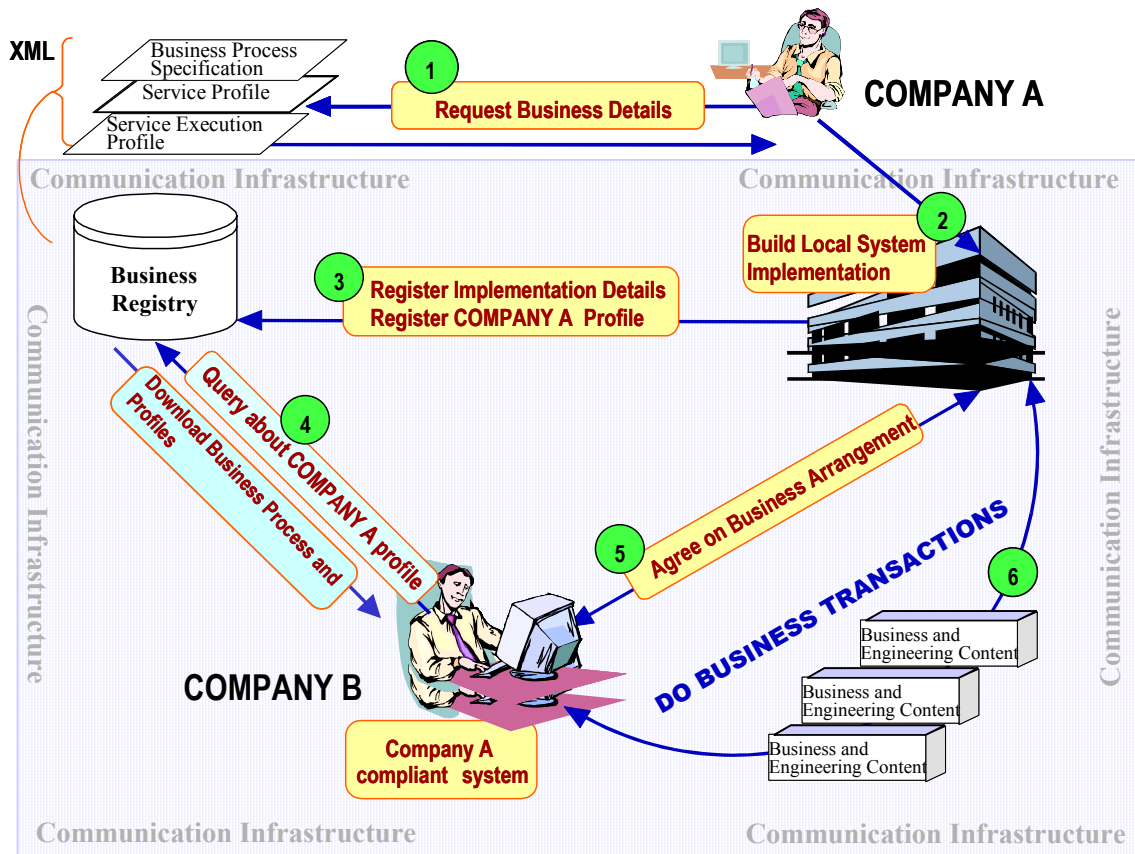 XML
Business Process
Specification
Service Profile
Service Execution
Profile
1
Request Business Details
COMPANY A
Communication Infrastructure
Communication Infrastructure
2
Build Local System
Implementation
Business
Registry
3
Register Implementation Details
Register COMPANY A Profile
Communication Infrastructure
Communication Infrastructure
4
Query about COMPANY A profile
Download Business Process and
Profiles
5
Agree on Business Arrangement
DO BUSINESS TRANSACTIONS
6
Business and
Engineering Content
Business and
Engineering Content
Business and
Engineering Content
COMPANY B
Company A
compliant system
Communication Infrastructure
Communication Infrastructure